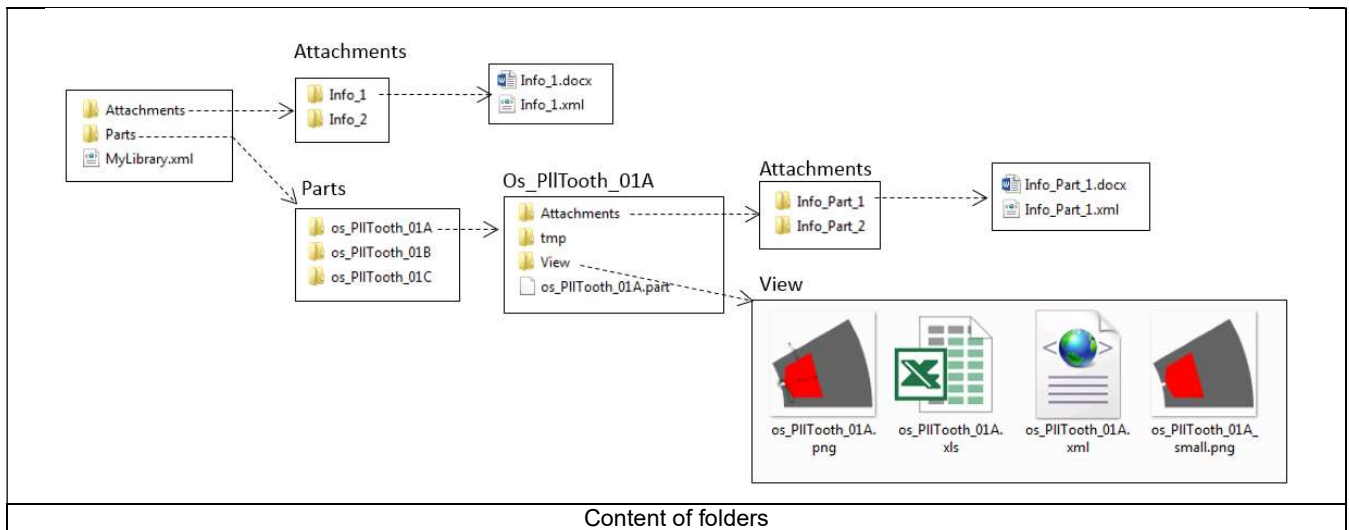 Attachments
Info_1
Info_2
Info_1.docx
Info_1.xml
Attachments
Parts
MyLibrary.xml
Parts
os_PllTooth_01A
os_PllTooth_01B
os_PllTooth_01C
Os_PllTooth_01A
Attachments
tmp
View
os_PllTooth_01A.part
Attachments
Info_Part_1
Info_Part_2
Info_Part_1.docx
Info_Part_1.xml
View
os_PllTooth_01A.
png
os_PllTooth_01A.
xls
os_PllTooth_01A.
xml
os_PllTooth_01A_
small.png
Content of folders